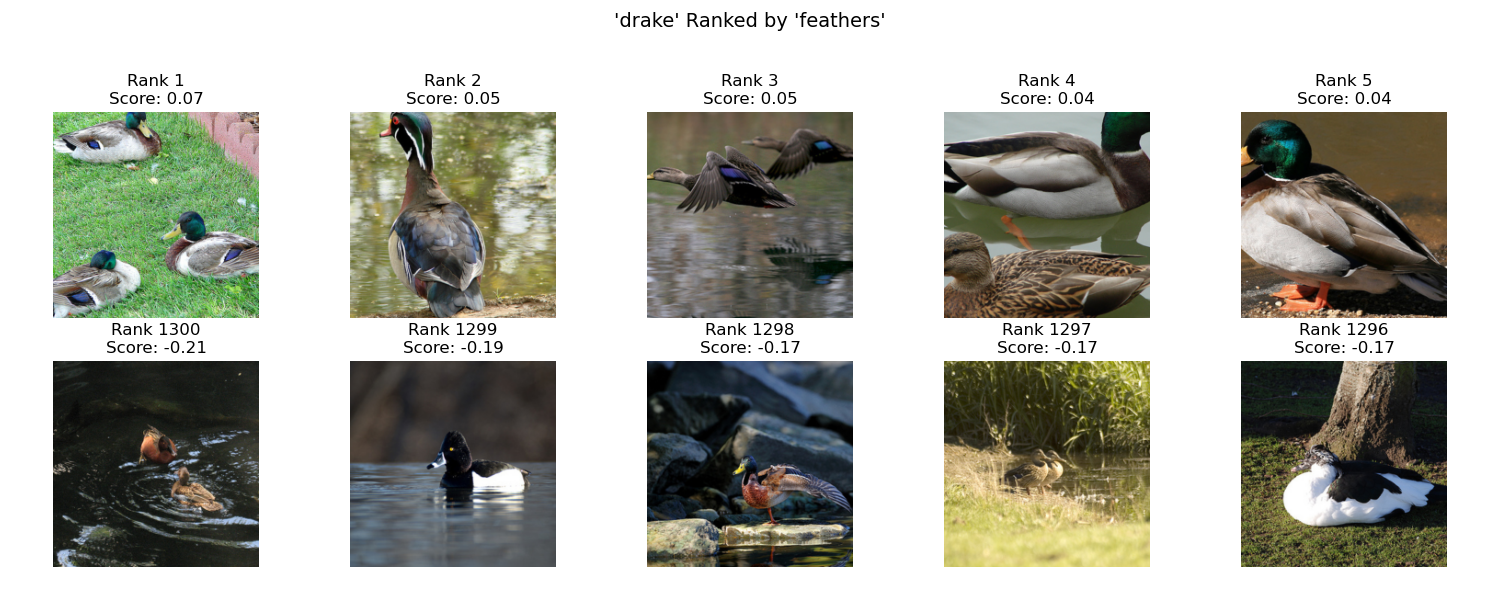 'drake' Ranked by 'feathers'
Rank 1
Score: 0.07
Rank 2
Score: 0.05
Rank 3
Score: 0.05
Rank 4
Score: 0.04
Rank 5
Score: 0.04
Rank 1300
Score: -0.21
Rank 1299
Score: -0.19
Rank 1298
Score: -0.17
Rank 1297
Score: -0.17
Rank 1296
Score: -0.17